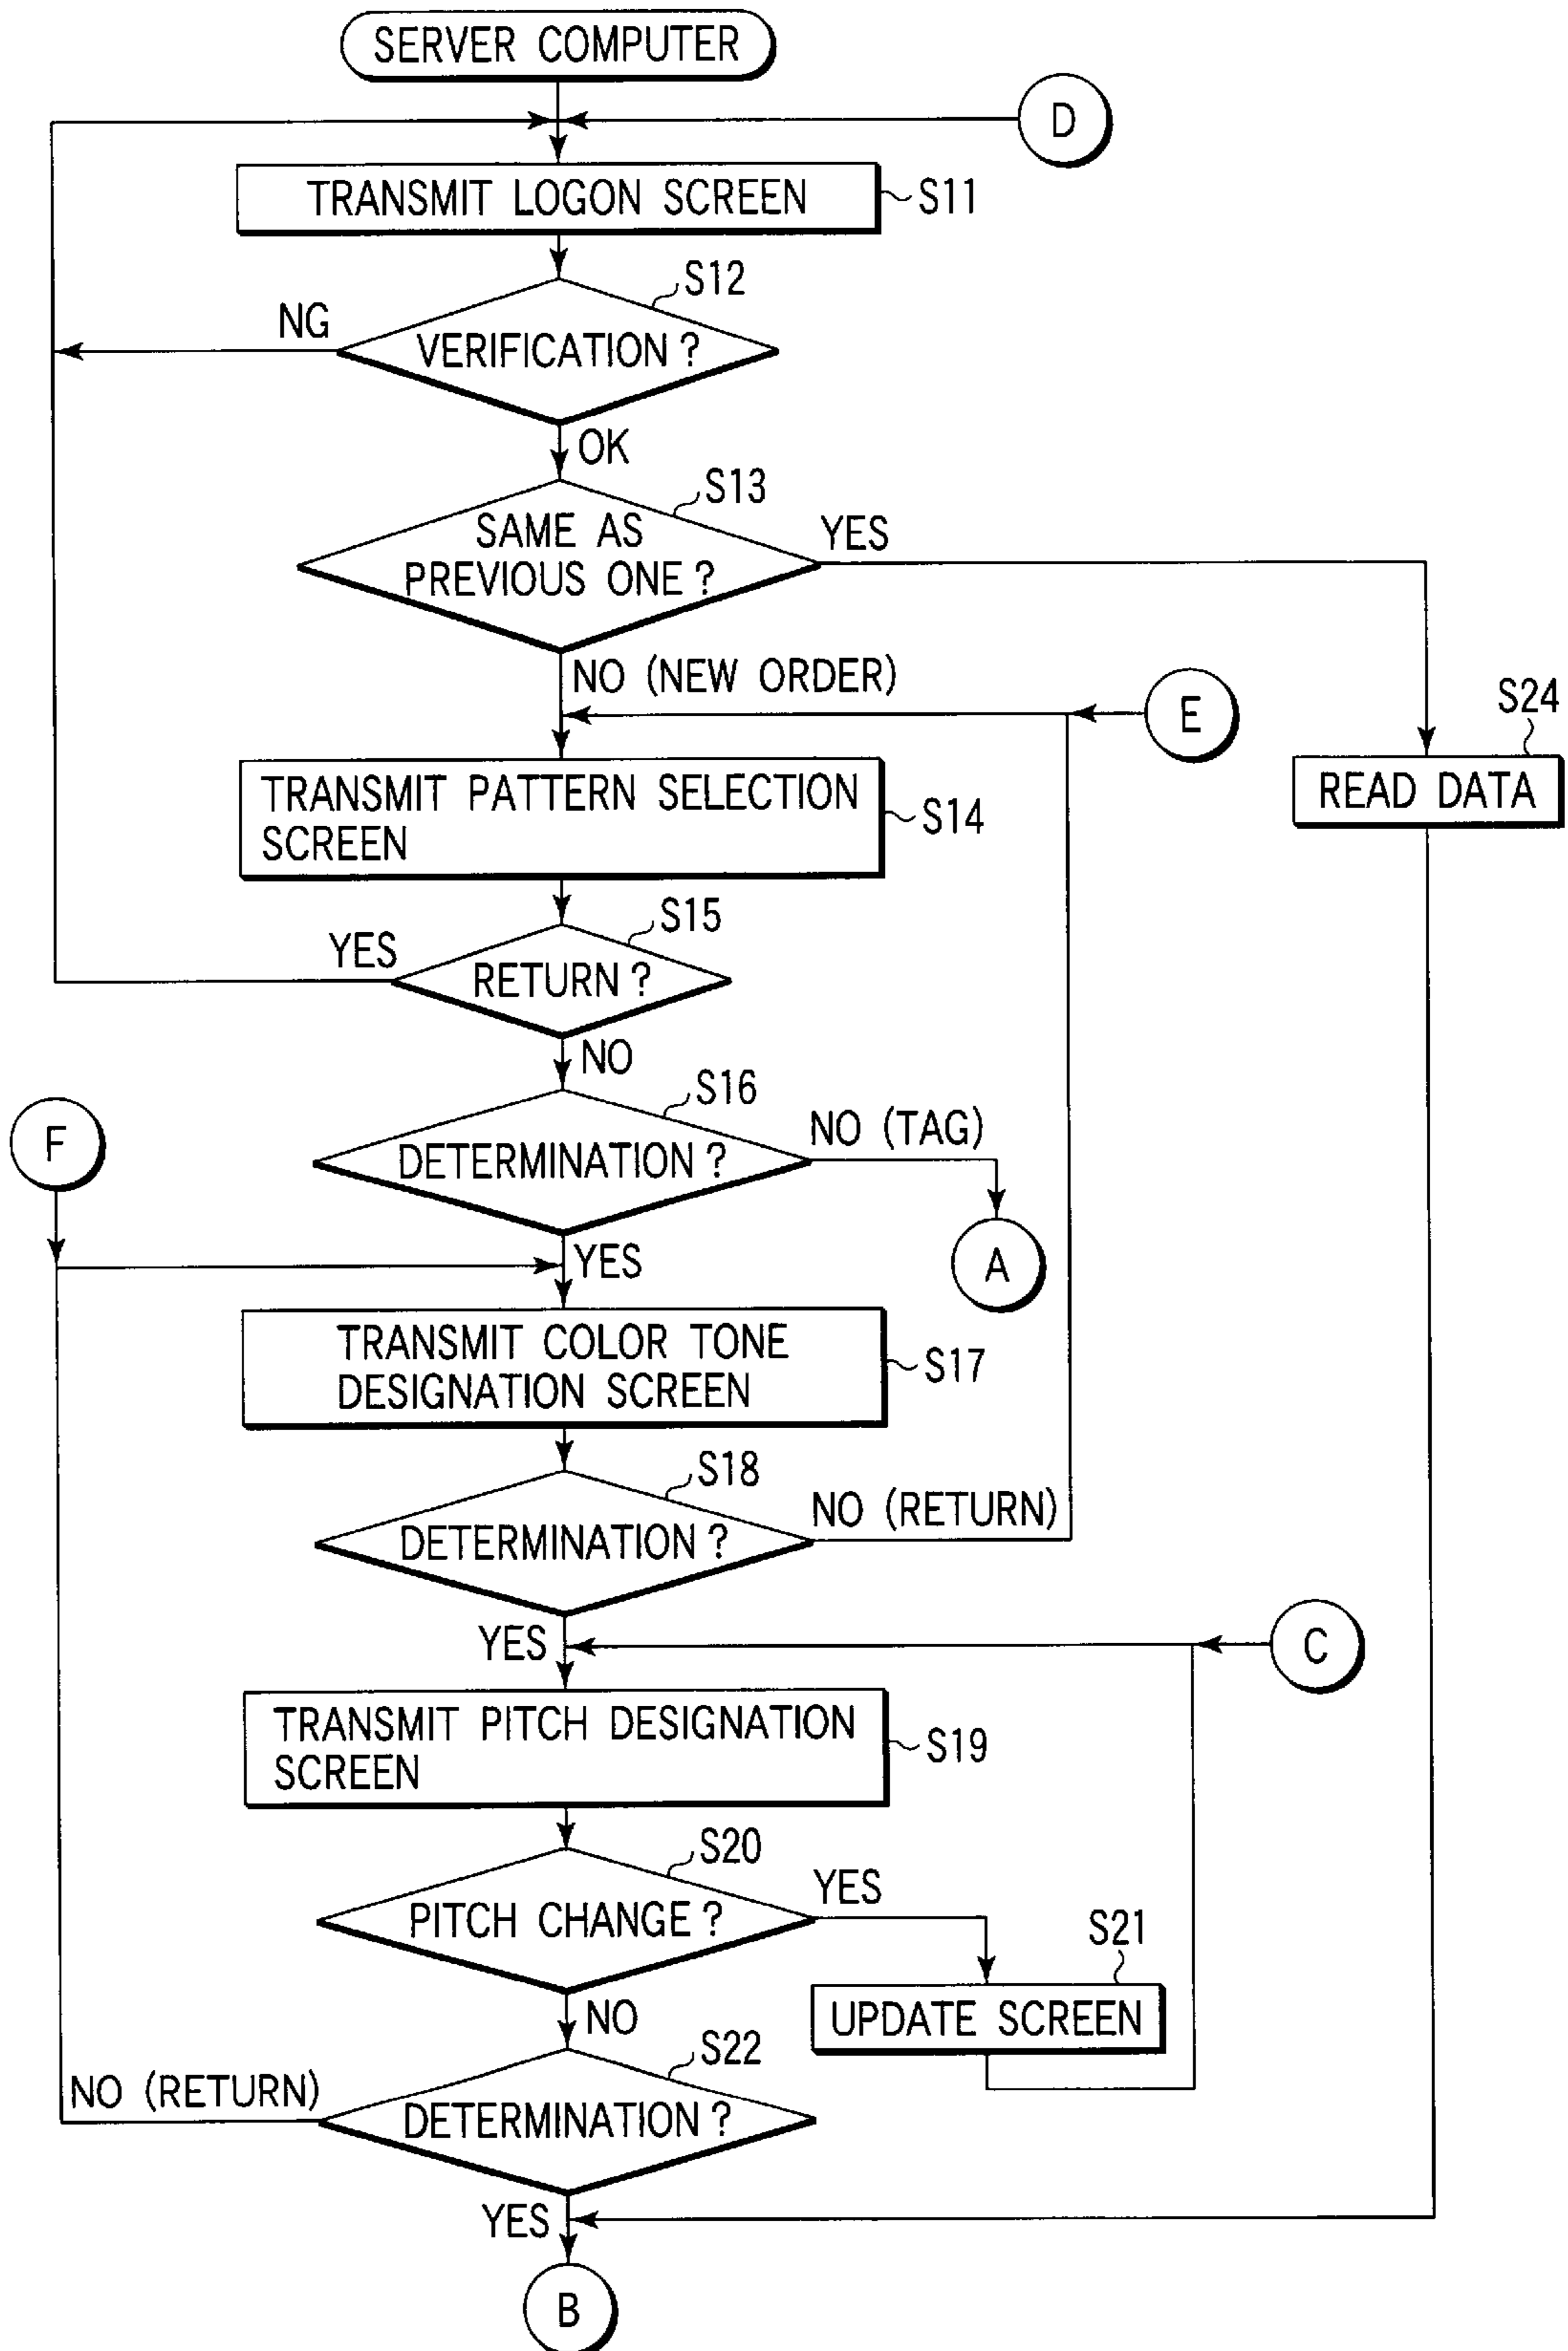 SERVER COMPUTER
D
TRANSMIT LOGON SCREEN
S11
S12
NG
VERIFICATION ?
OK
S13
SAME AS
PREVIOUS ONE ?
YES
NO (NEW ORDER)
E
S24
READ DATA
TRANSMIT PATTERN SELECTION
SCREEN
S14
S15
YES
RETURN ?
NO
S16
F
DETERMINATION ?
NO (TAG)
A
YES
TRANSMIT COLOR TONE
DESIGNATION SCREEN
S17
S18
DETERMINATION ?
NO (RETURN)
YES
C
TRANSMIT PITCH DESIGNATION
SCREEN
S19
S20
PITCH CHANGE ?
YES
S21
UPDATE SCREEN
NO
S22
NO (RETURN)
DETERMINATION ?
YES
B